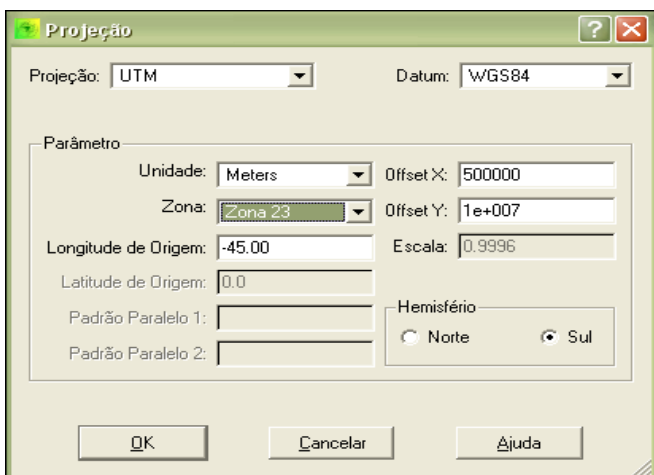 Projeção
Projeção: UTM Datum: WGS84
Parâmetro
Unidade: Meters Offset X: 500000
Zona: Zona 23 Offset Y: 1e+007
Longitude de Origem: -45.00 Escala: 0.9996
Latitude de Origem: 0.0
Hemisfério
Padrão Paralelo 1:
Norte Sul
Padrão Paralelo 2:
OK Cancelar Ajuda